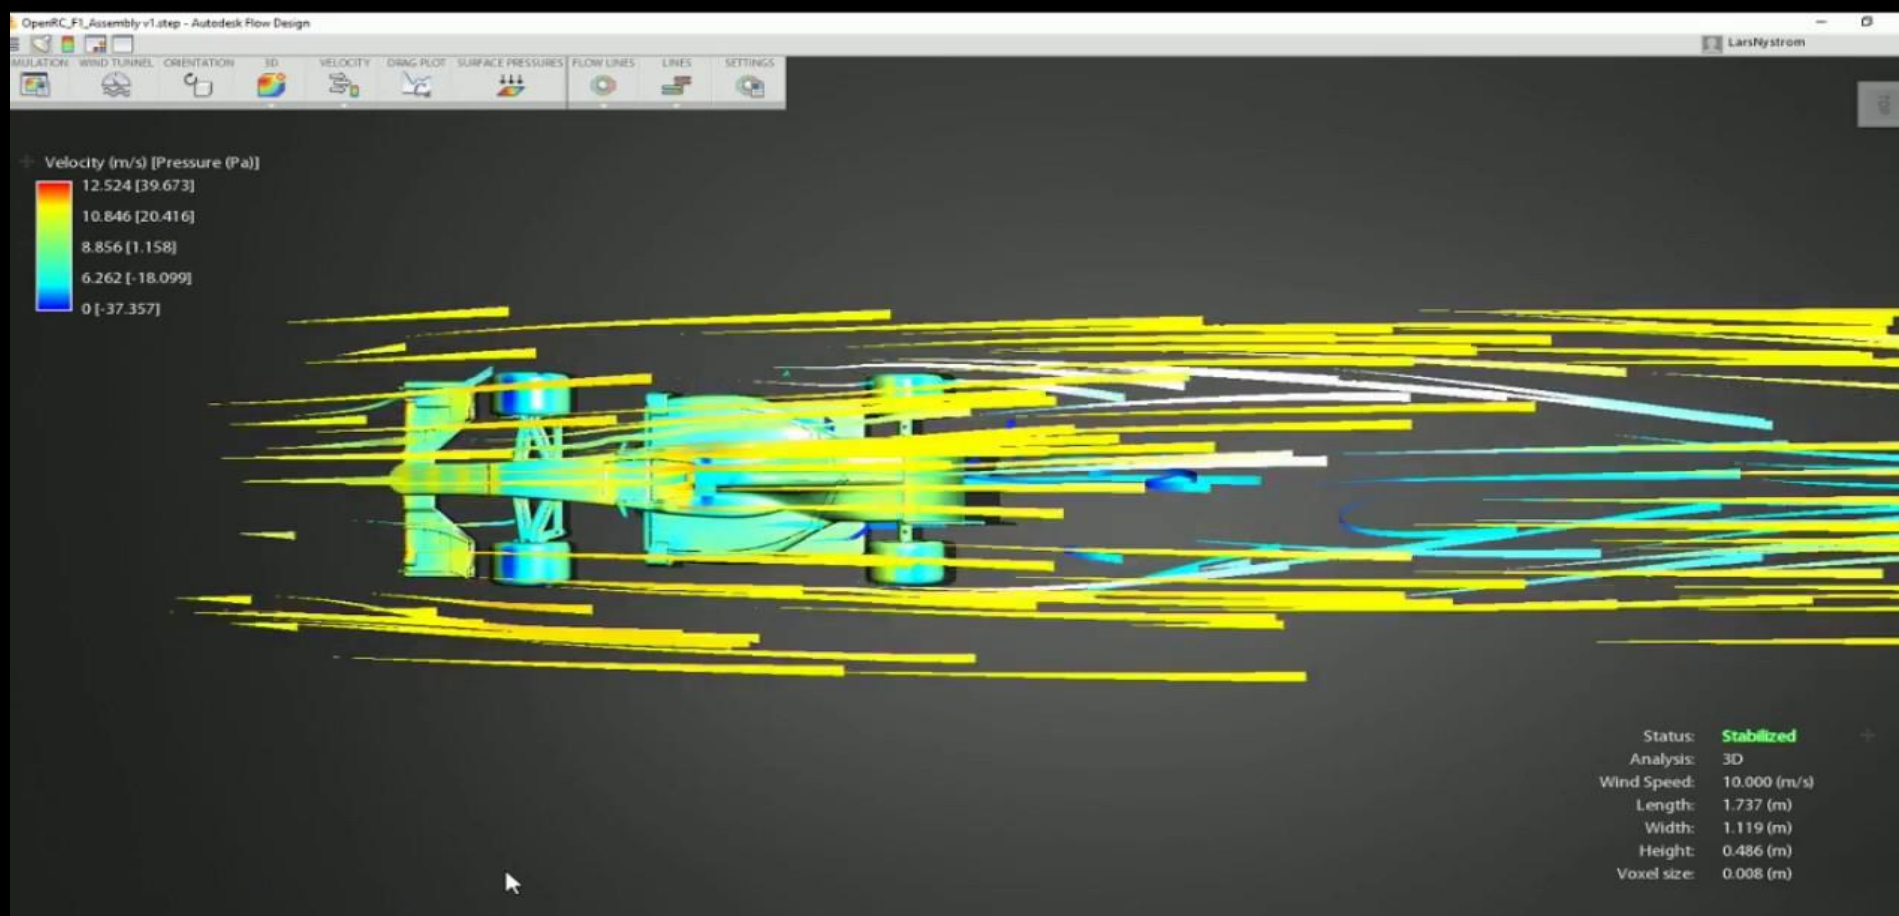 OpenRC_F1_Assembly v1.step - Autodesk Flow Design
LarsNystrom
MULATION WIND TUNNEL ORIENTATION 3D VELOCITY DRAG PLOT SURFACE PRESSURES FLOW LINES LINES SETTINGS
Velocity (m/s) [Pressure (Pa)]
12.524 [39.673]
10.846 [20.416]
8.856 [1.158]
6.262 [-18.099]
0 [-37.357]
Status: Stabilized
Analysis: 3D
Wind Speed: 10.000 (m/s)
Length: 1.737 (m)
Width: 1.119 (m)
Height: 0.486 (m)
Voxel size: 0.008 (m)